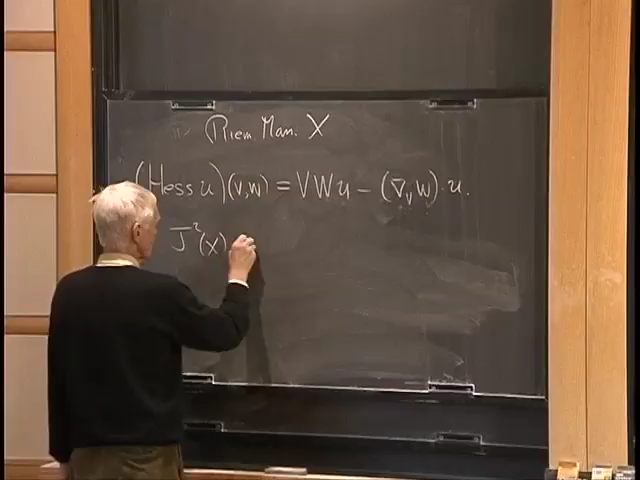 Riem. Man. X
(Hess u)(V,W) = VWu - (∇_V W)·u.
J²(X)